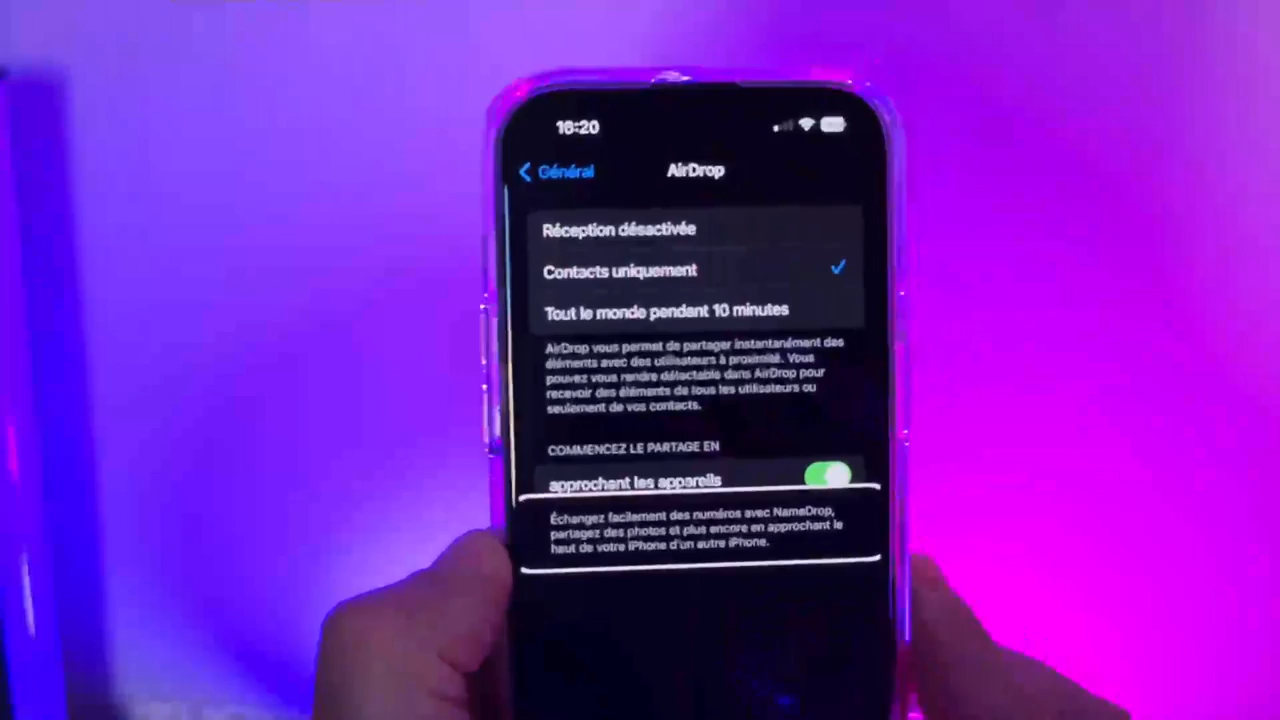 16:20
Général
AirDrop
Réception désactivée
Contacts uniquement
Tout le monde pendant 10 minutes
AirDrop vous permet de partager instantanément des
éléments avec des utilisateurs à proximité. Vous
pouvez vous rendre détectable dans AirDrop pour
recevoir des éléments de tous les utilisateurs ou
seulement de vos contacts.
COMMENCEZ LE PARTAGE EN
approchant les appareils
Échangez facilement des numéros avec NameDrop,
partagez des photos et plus encore en approchant le
haut de votre iPhone d'un autre iPhone.